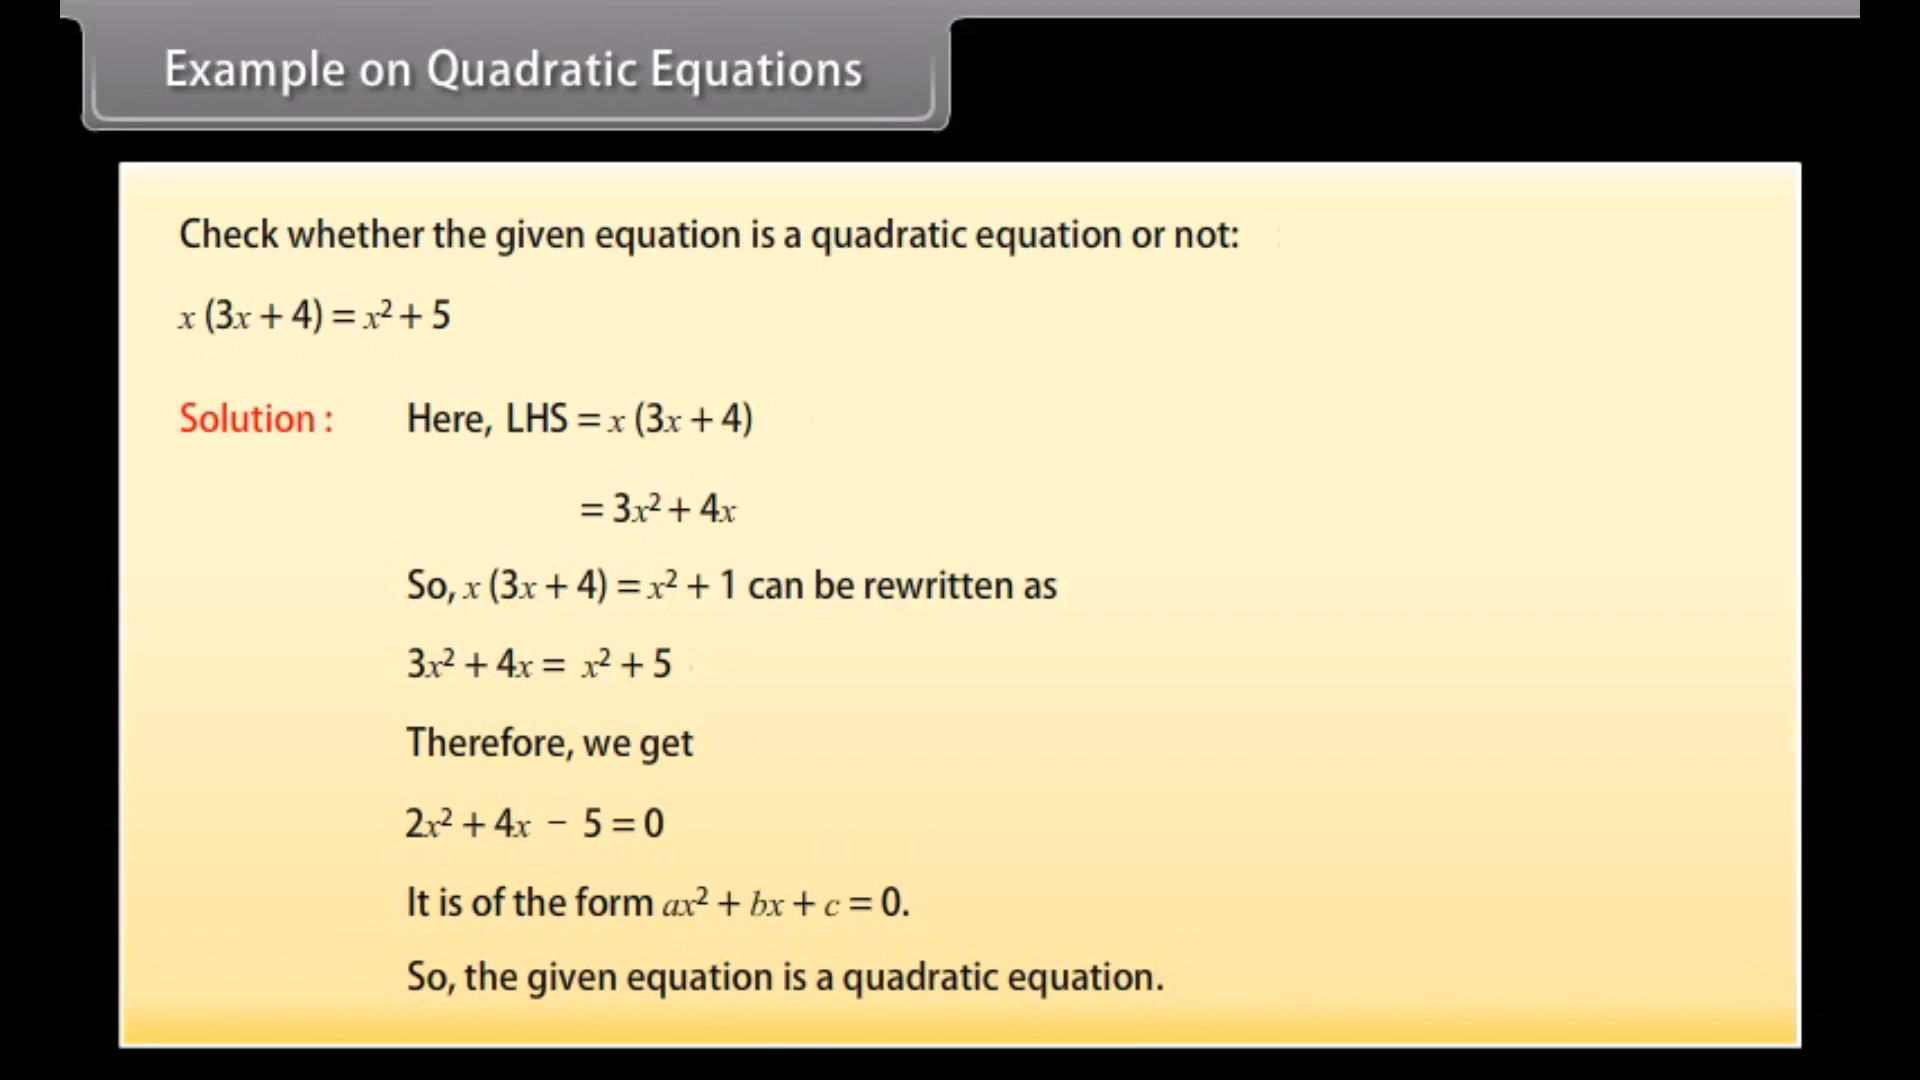 Example on Quadratic Equations
Check whether the given equation is a quadratic equation or not:
x (3x + 4) = x² + 5
Solution : Here, LHS = x (3x + 4)
= 3x² + 4x
So, x (3x + 4) = x² + 1 can be rewritten as
3x² + 4x = x² + 5
Therefore, we get
2x² + 4x − 5 = 0
It is of the form ax² + bx + c = 0.
So, the given equation is a quadratic equation.